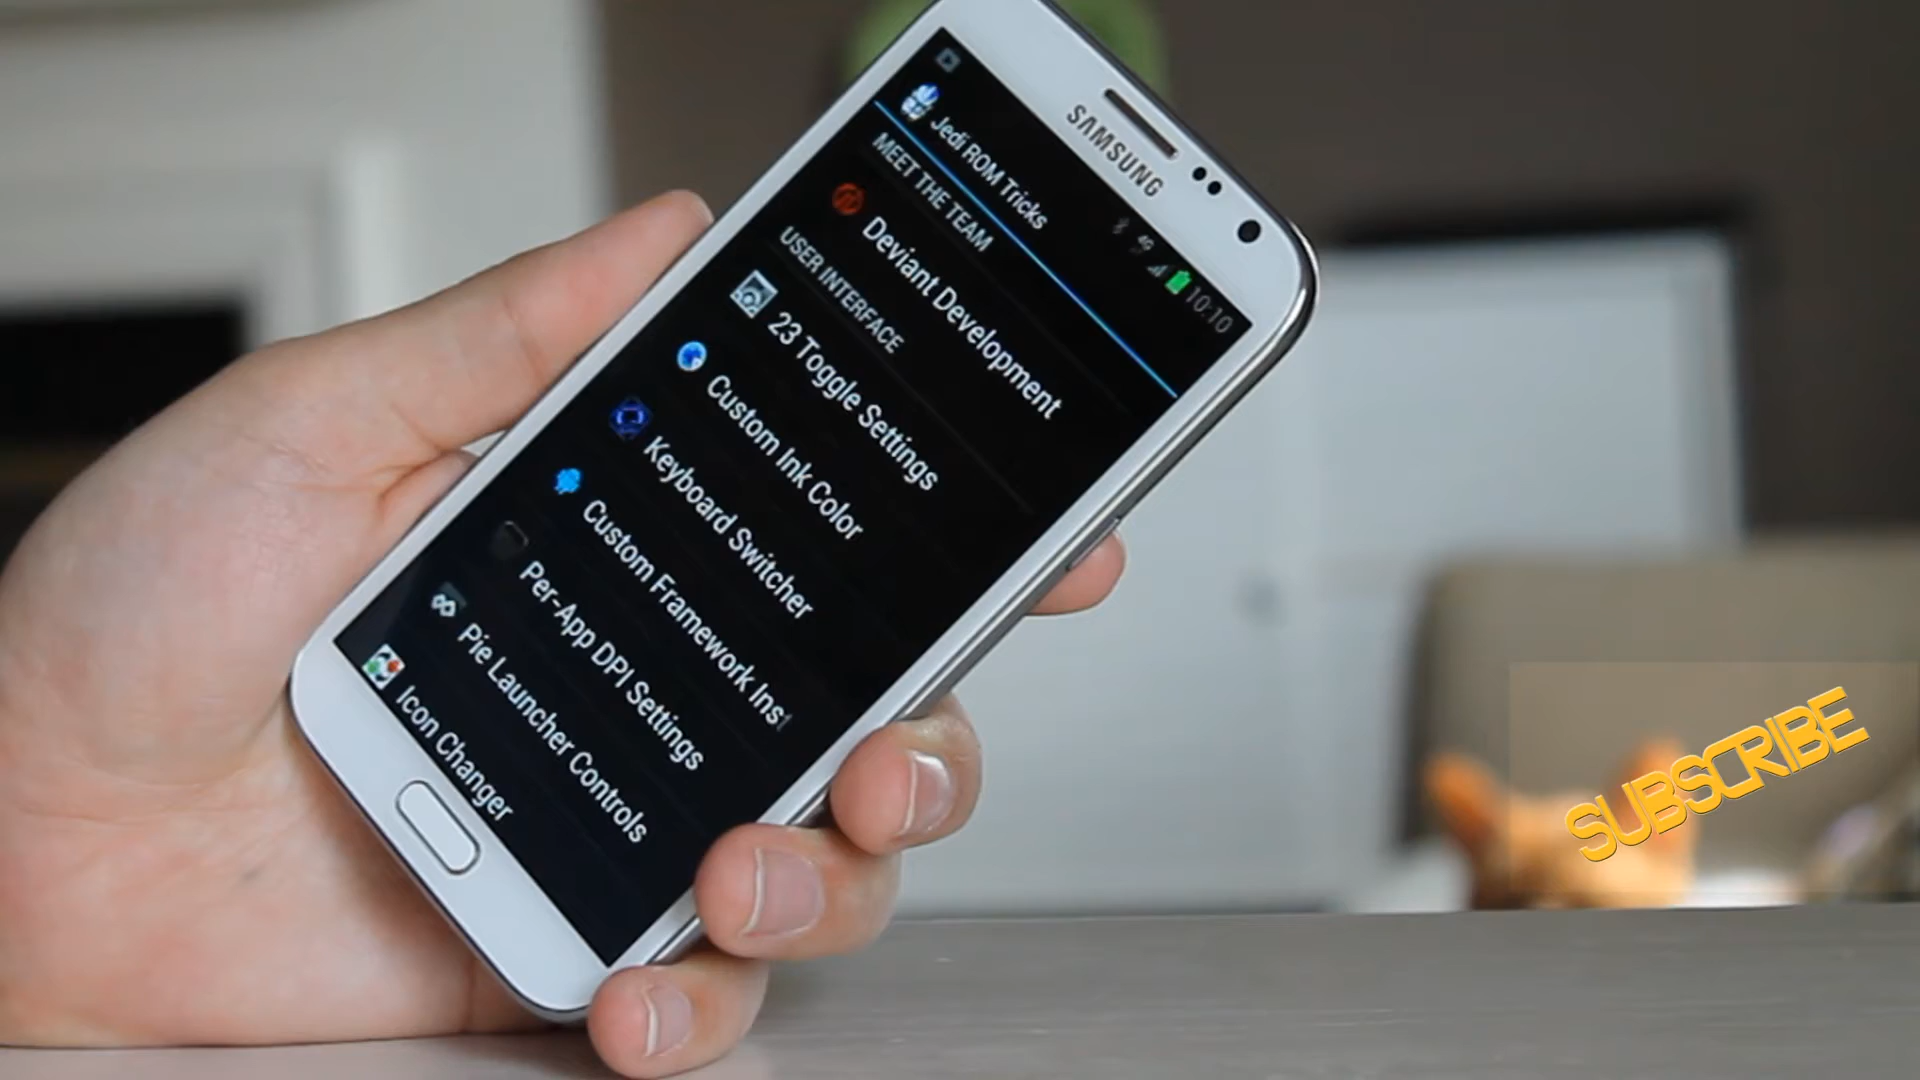 SAMSUNG
4G
10:10
Jedi ROM Tricks
MEET THE TEAM
Deviant Development
USER INTERFACE
23 Toggle Settings
Custom Ink Color
Keyboard Switcher
Custom Framework Inst
Per-App DPI Settings
Pie Launcher Controls
Icon Changer
SUBSCRIBE